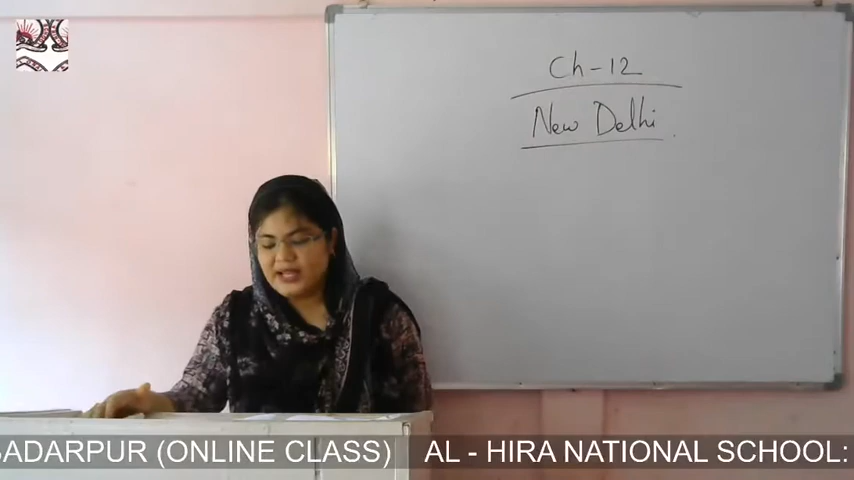 Ch-12
New Delhi.
BADARPUR (ONLINE CLASS) AL - HIRA NATIONAL SCHOOL: